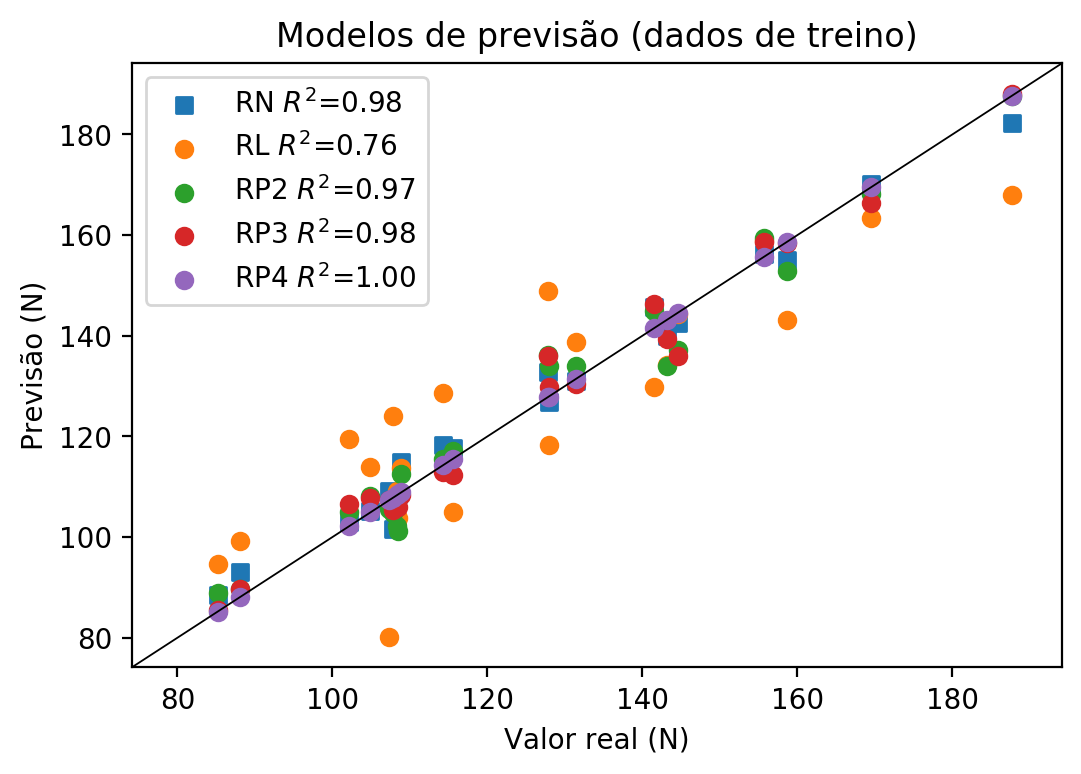 Modelos de previsão (dados de treino)
RN R²=0.98
RL R²=0.76
RP2 R²=0.97
RP3 R²=0.98
RP4 R²=1.00
180
160
140
120
100
80
Previsão (N)
80 100 120 140 160 180
Valor real (N)